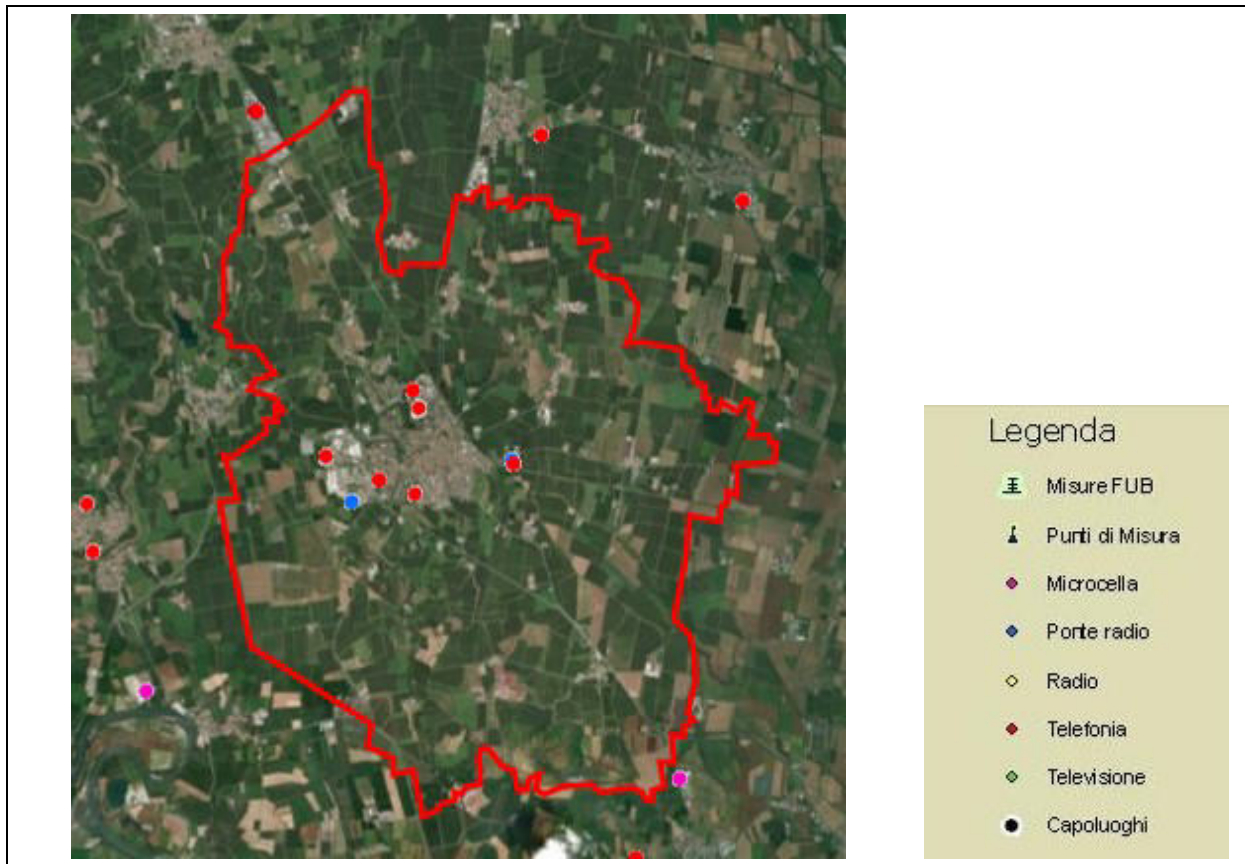 Legenda
Misure FUB
Punti di Misura
Microcella
Ponte radio
Radio
Telefonia
Televisione
Capoluoghi